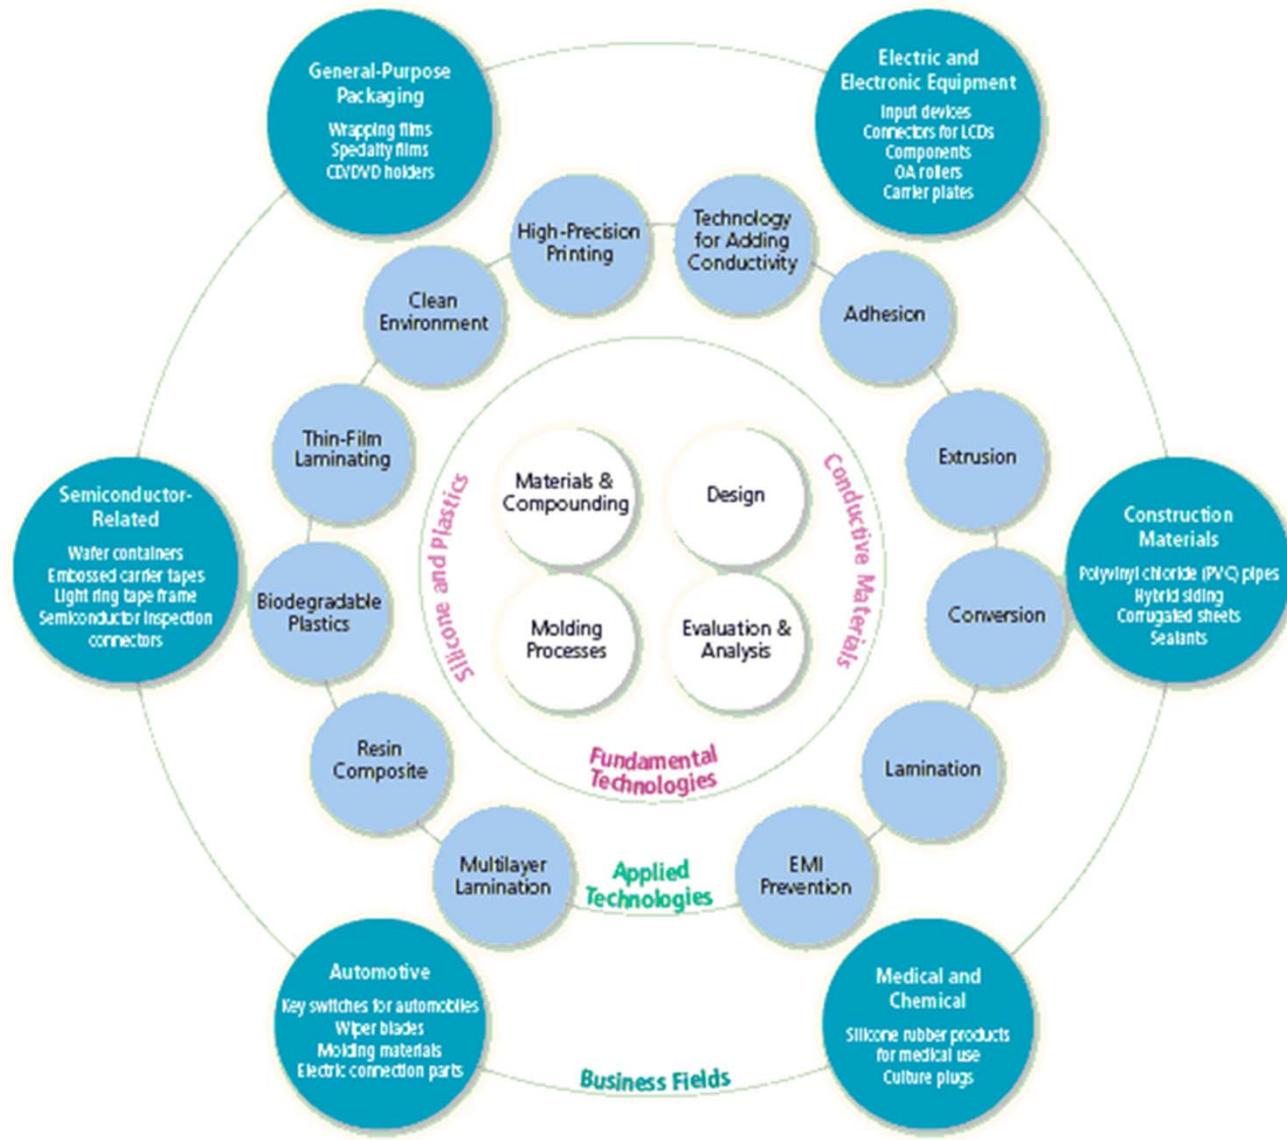 General-Purpose
Packaging
Wrapping films
Specialty films
CD/DVD holders
Electric and
Electronic Equipment
Input devices
Connectors for LCDs
Components
OA rollers
Carrier plates
High-Precision
Printing
Technology
for Adding
Conductivity
Clean
Environment
Adhesion
Thin-Film
Laminating
Extrusion
Semiconductor-
Related
Wafer containers
Embossed carrier tapes
Light ring tape frame
Semiconductor inspection
connectors
Construction
Materials
Polyvinyl chloride (PVC) pipes
Hybrid siding
Corrugated sheets
Sealants
Biodegradable
Plastics
Conversion
Silicone and Plastics
Materials &
Compounding
Design
Conductive Materials
Molding
Processes
Evaluation &
Analysis
Fundamental
Technologies
Resin
Composite
Lamination
Multilayer
Lamination
Applied
Technologies
EMI
Prevention
Automotive
Key switches for automobiles
Wiper blades
Molding materials
Electric connection parts
Business Fields
Medical and
Chemical
Silicone rubber products
for medical use
Culture plugs